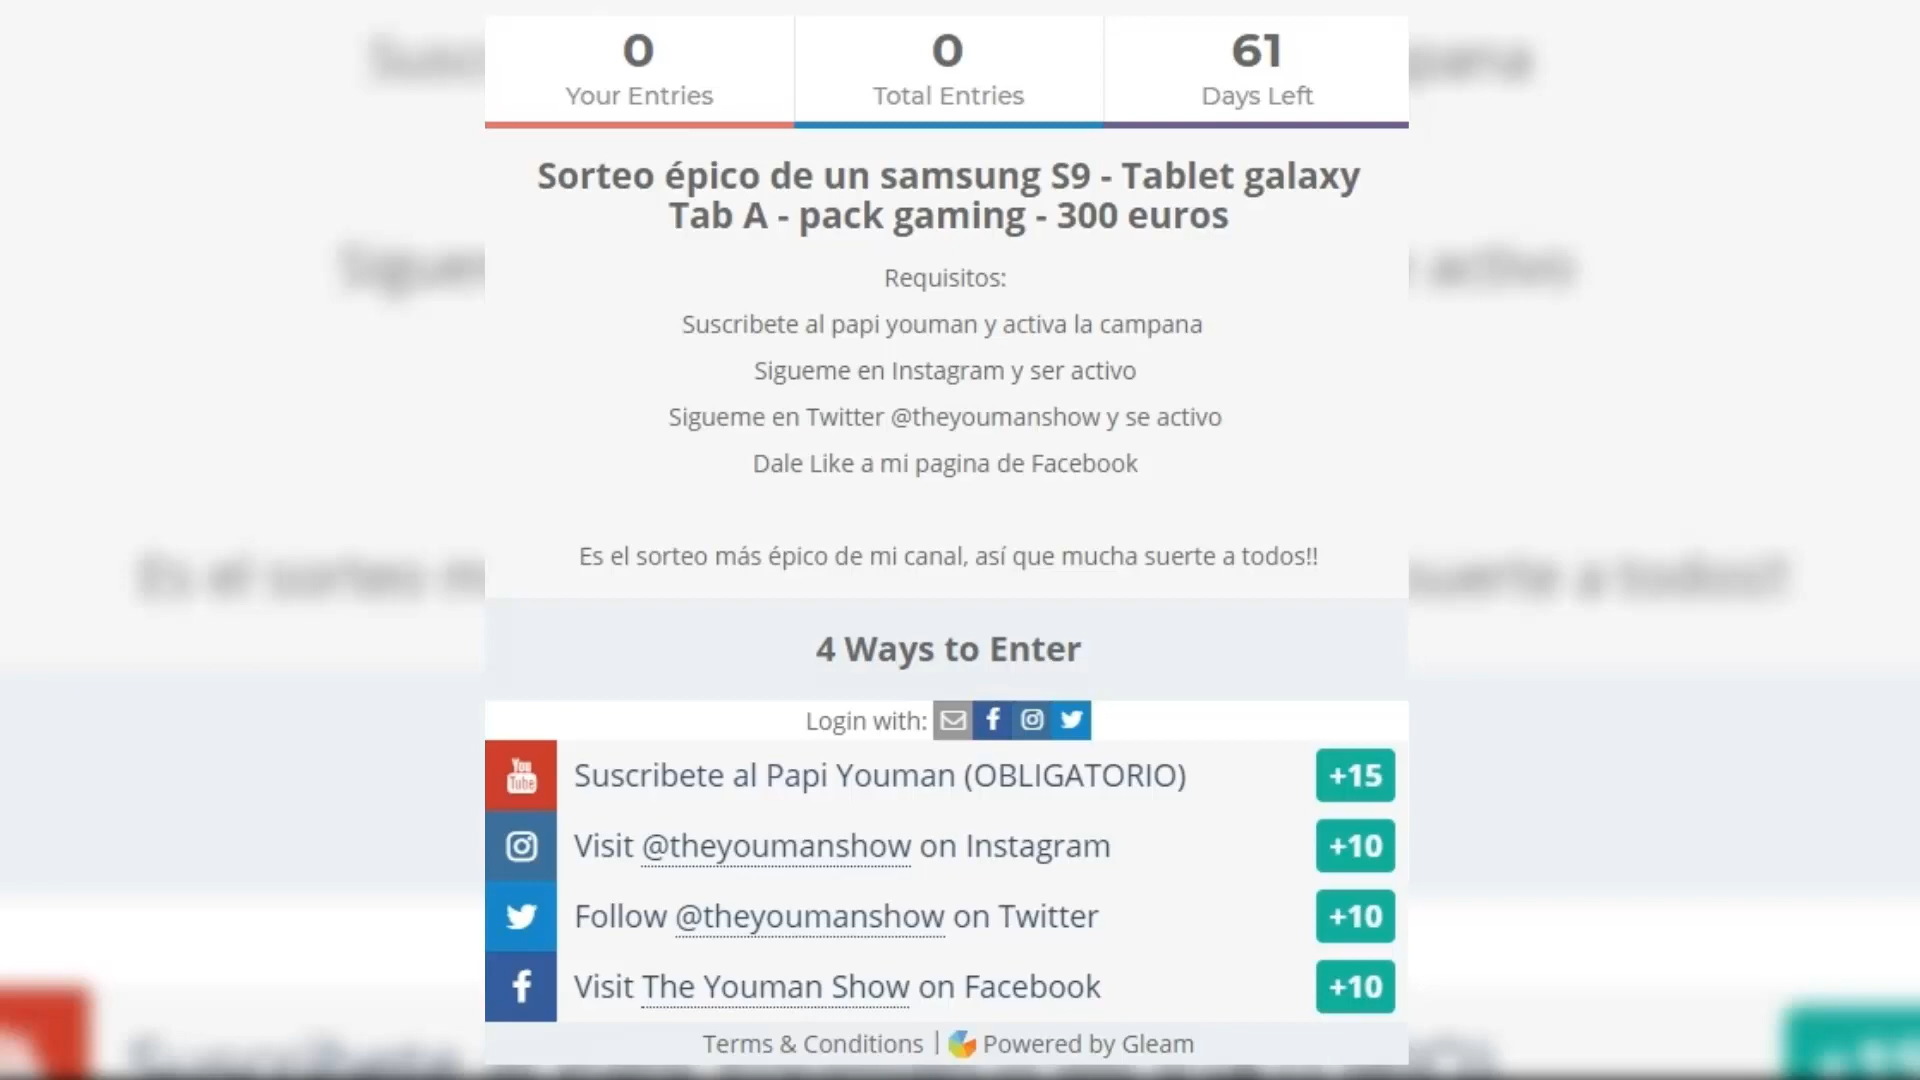 0
Your Entries
0
Total Entries
61
Days Left
Sorteo épico de un samsung S9 - Tablet galaxy
Tab A - pack gaming - 300 euros
Requisitos:
Suscribete al papi youman y activa la campana
Sigueme en Instagram y ser activo
Sigueme en Twitter @theyoumanshow y se activo
Dale Like a mi pagina de Facebook
Es el sorteo más épico de mi canal, así que mucha suerte a todos!!
4 Ways to Enter
Login with:
You Tube Suscribete al Papi Youman (OBLIGATORIO) +15
Visit @theyoumanshow on Instagram +10
Follow @theyoumanshow on Twitter +10
Visit The Youman Show on Facebook +10
Terms & Conditions | Powered by Gleam